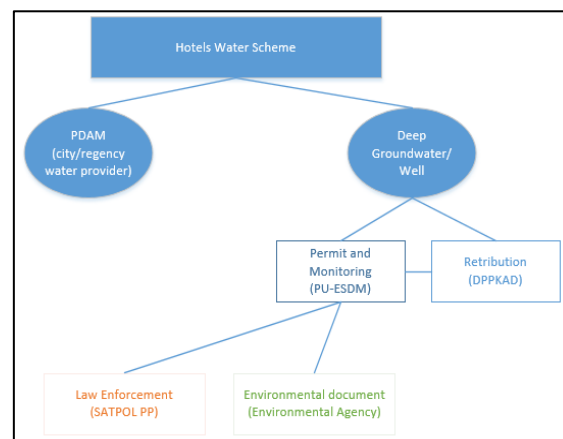 Hotels Water Scheme
PDAM
(city/regency
water provider)
Deep
Groundwater/
Well
Permit and
Monitoring
(PU-ESDM)
Retribution
(DPPKAD)
Law Enforcement
(SATPOL PP)
Environmental document
(Environmental Agency)